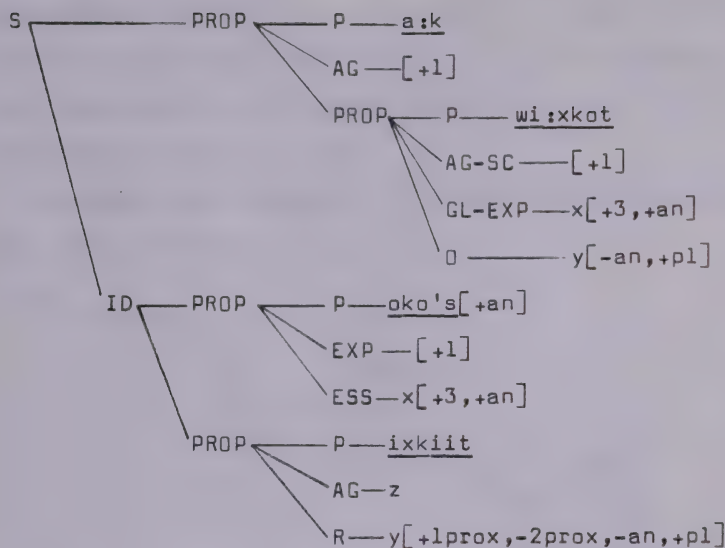 S PROP P a:k
AG [+1]
PROP P wi:xkot
AG-SC [+1]
GL-EXP x[+3,+an]
O y[-an,+pl]
ID PROP P oko's[+an]
EXP [+1]
ESS x[+3,+an]
PROP P ixkiit
AG z
R y[+1prox,-2prox,-an,+pl]